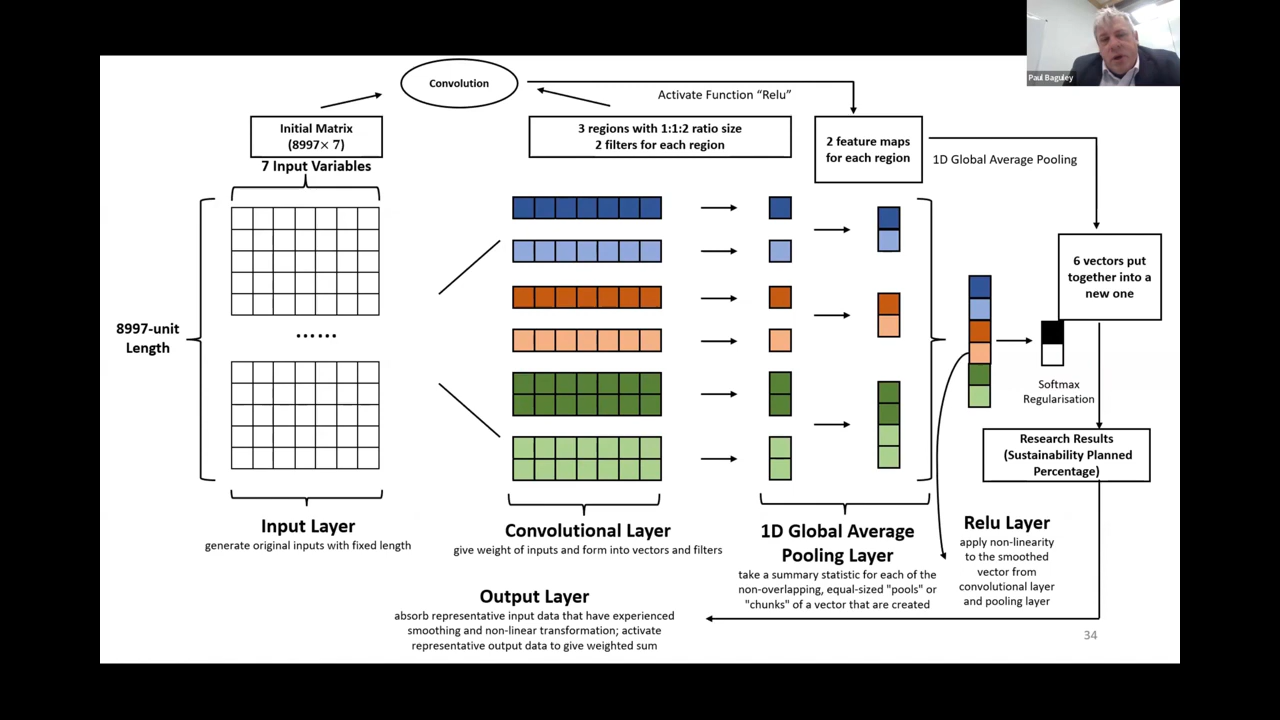 Paul Baguley
Convolution
Activate Function “Relu”
Initial Matrix
(8997× 7)
3 regions with 1:1:2 ratio size
2 filters for each region
2 feature maps
for each region
1D Global Average Pooling
7 Input Variables
6 vectors put
together into a
new one
8997-unit
Length
......
Softmax
Regularisation
Research Results
(Sustainability Planned
Percentage)
Input Layer
generate original inputs with fixed length
Convolutional Layer
give weight of inputs and form into vectors and filters
1D Global Average
Pooling Layer
take a summary statistic for each of the
non-overlapping, equal-sized "pools" or
"chunks" of a vector that are created
Relu Layer
apply non-linearity
to the smoothed
vector from
convolutional layer
and pooling layer
Output Layer
absorb representative input data that have experienced
smoothing and non-linear transformation; activate
representative output data to give weighted sum
34